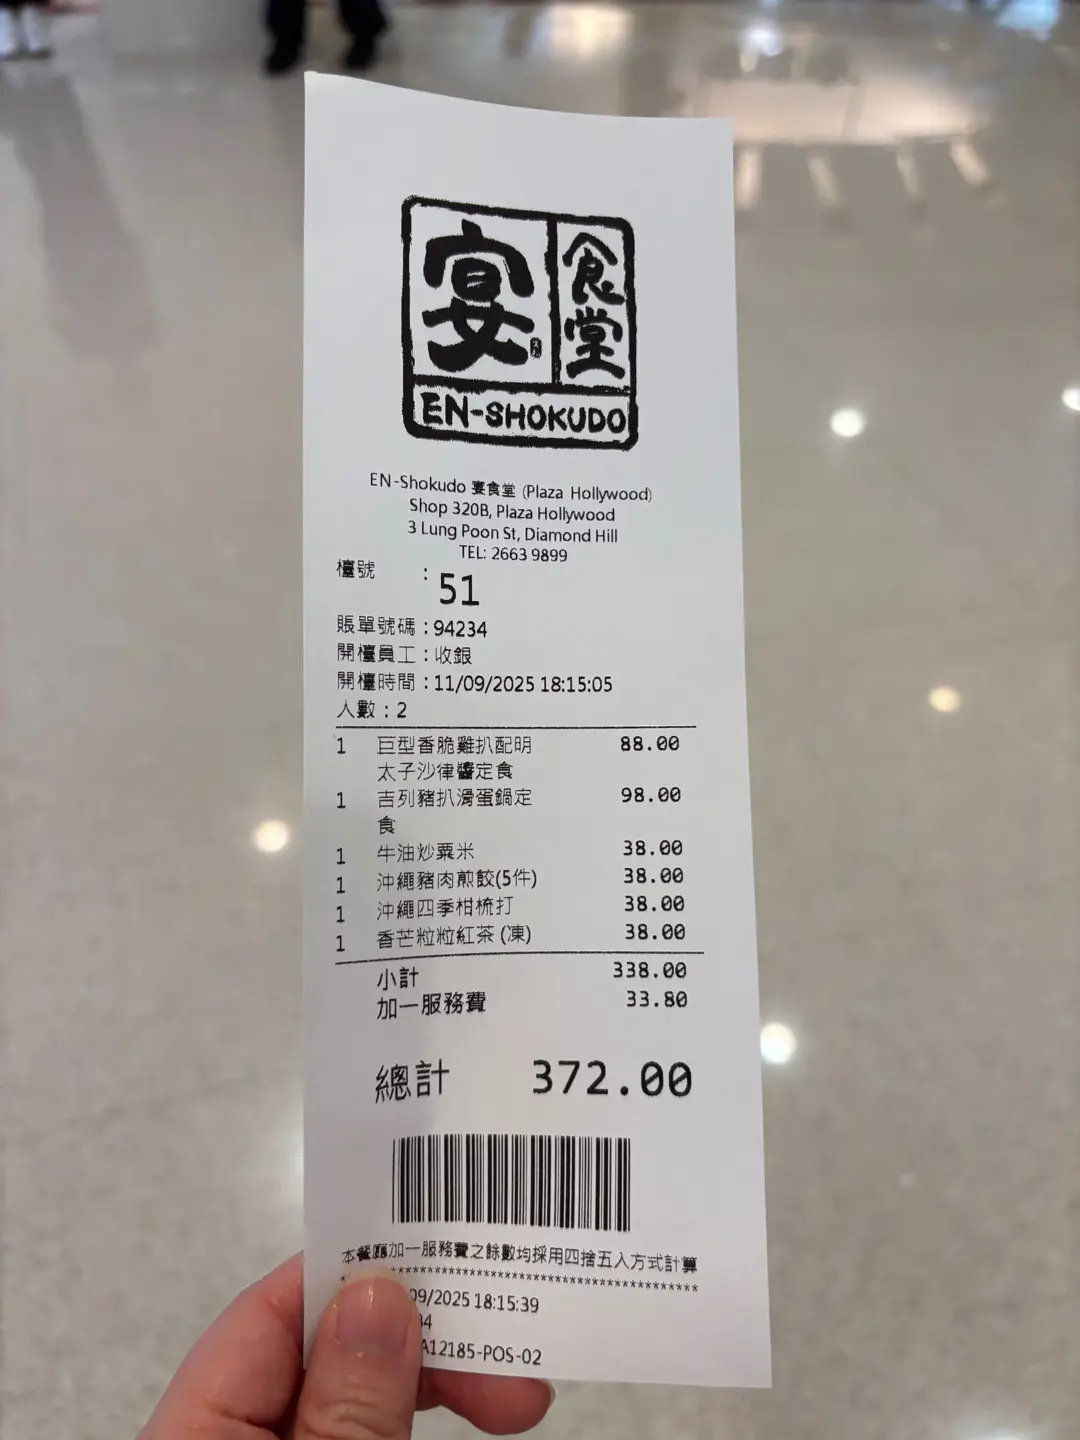 宴 食堂
EN-SHOKUDO
EN-Shokudo 宴食堂 (Plaza Hollywood)
Shop 320B, Plaza Hollywood
3 Lung Poon St, Diamond Hill
TEL: 2663 9899
檯號 : 51
賬單號碼 : 94234
開檯員工 : 收銀
開檯時間 : 11/09/2025 18:15:05
人數 : 2
1 巨型香脆雞扒配明 88.00
太子沙律醬定食
1 吉列豬扒滑蛋鍋定 98.00
食
1 牛油炒粟米 38.00
1 沖繩豬肉煎餃(5件) 38.00
1 沖繩四季柑梳打 38.00
1 香芒粒粒紅茶 (凍) 38.00
小計 338.00
加一服務費 33.80
總計 372.00
本餐廳加一服務費之餘數均採用四捨五入方式計算
09/2025 18:15:39
34
A12185-POS-02